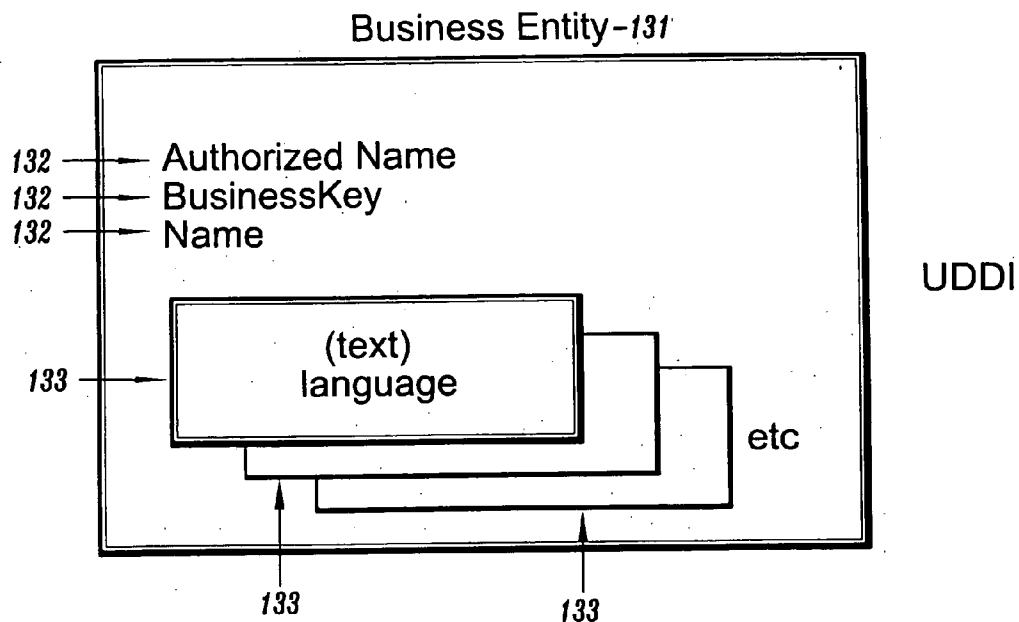 Business Entity-131
132 Authorized Name
132 BusinessKey
132 Name
UDDI
(text)
language
133
etc
133
133